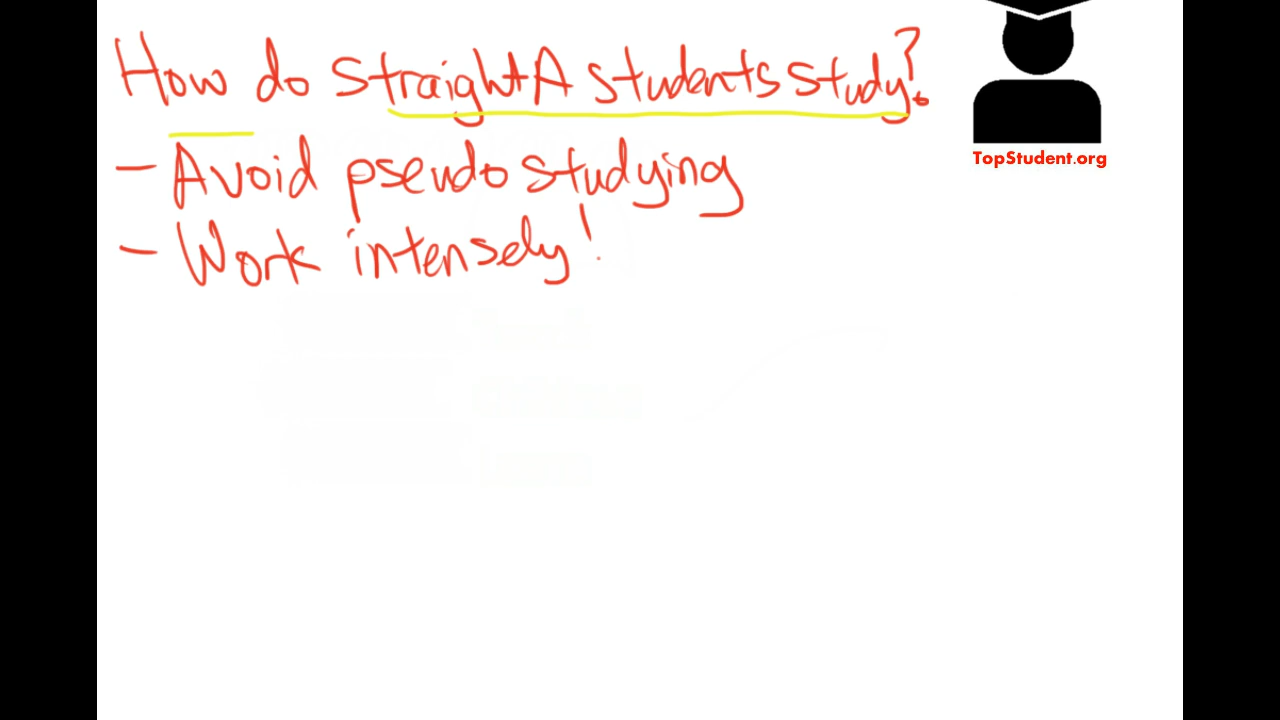 How do straight A students study?
- Avoid pseudo studying
- Work intensely!
TopStudent.org